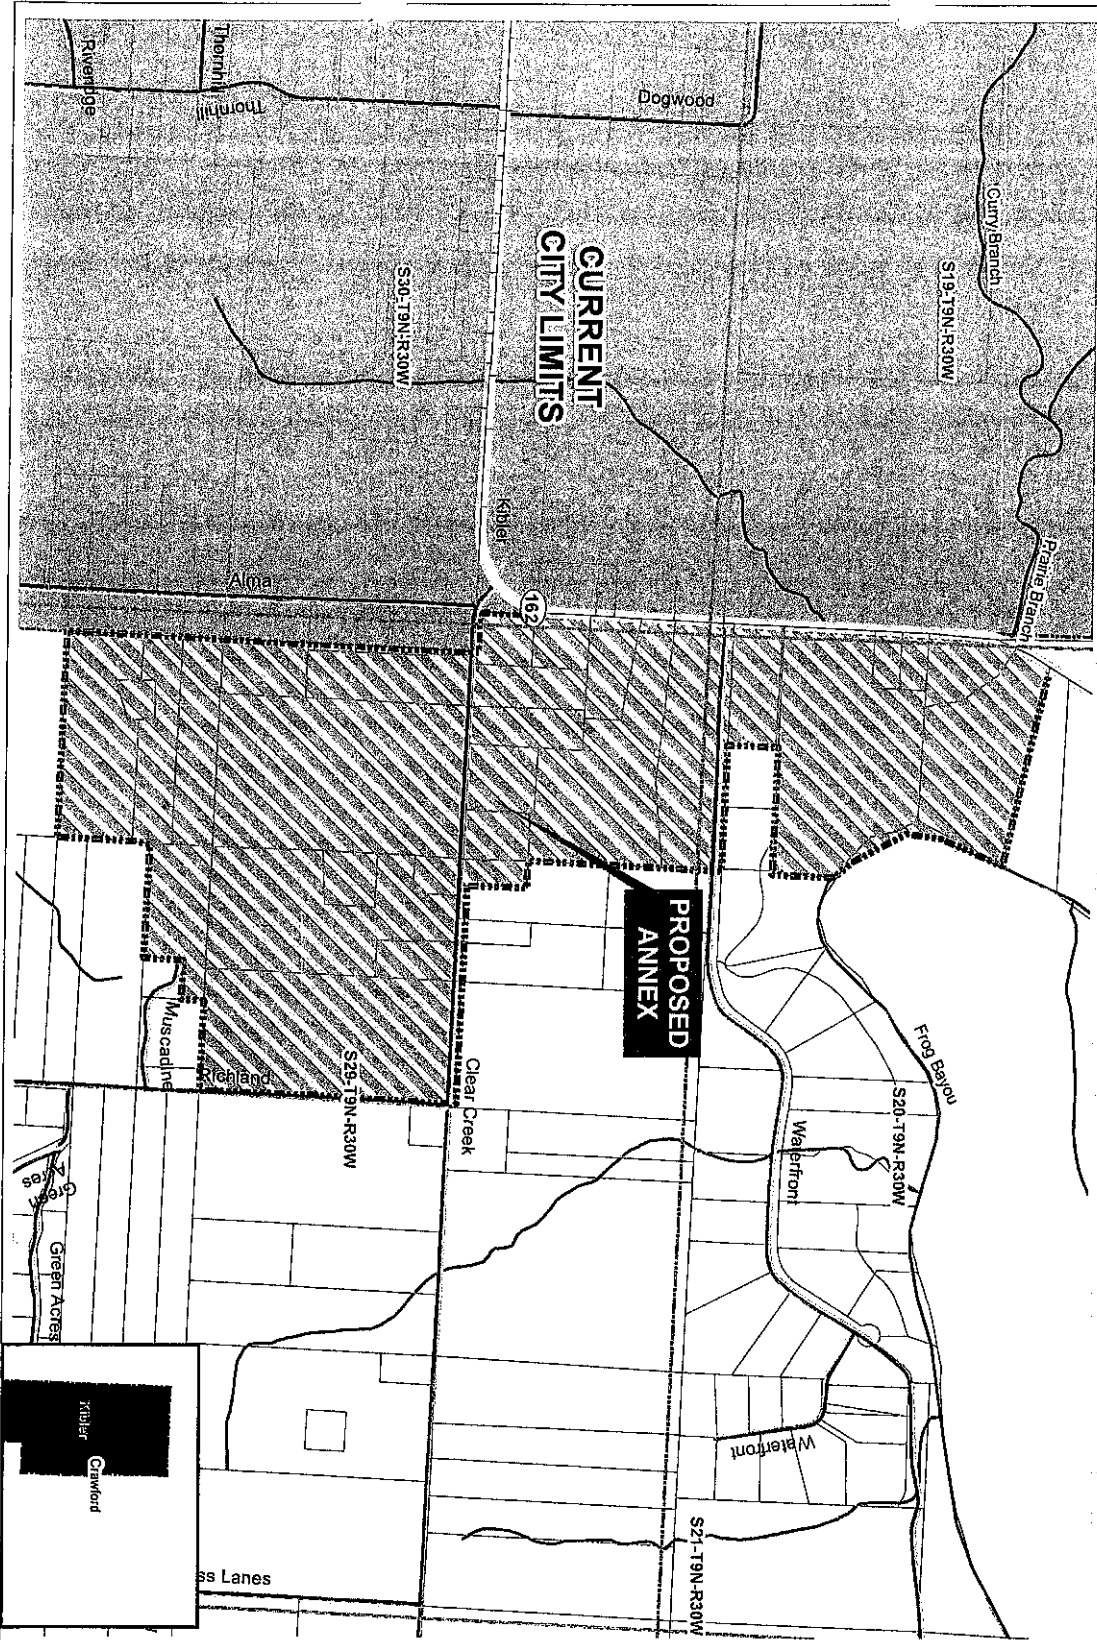 Riveridge
Thornhill
Thornhill
Dogwood
Curry Branch
S19-T9N-R30W
S30-T9N-R30W
CURRENT
CITY LIMITS
Kibler
Alma
162
Prairie Branch
PROPOSED
ANNEX
Frog Bayou
S20-T9N-R30W
Waterfront
Clear Creek
S29-T9N-R30W
Richland
Muscadine
Green
Acres
Green Acres
Waterfront
S21-T9N-R30W
ss Lanes
Kibler
Crawford